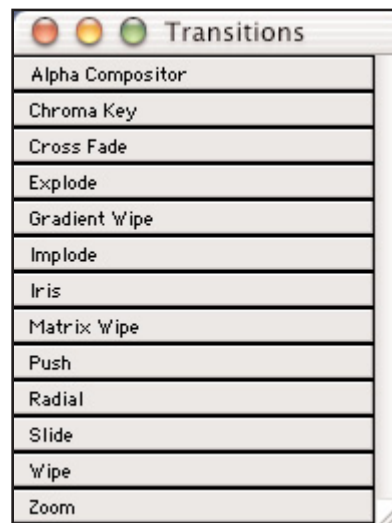 Transitions
Alpha Compositor
Chroma Key
Cross Fade
Explode
Gradient Wipe
Implode
Iris
Matrix Wipe
Push
Radial
Slide
Wipe
Zoom